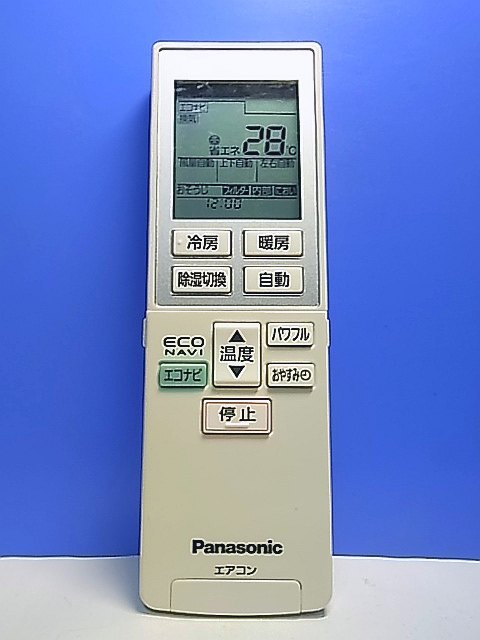 エコナビ
換気
省エネ 28℃
風量自動 上下自動 左右自動
おそうじ フィルター 内部 におい
12:00
冷房 暖房
除湿切換 自動
ECO NAVI
▲ 温度 ▼
パワフル
エコナビ
おやすみ
停止
Panasonic
エアコン